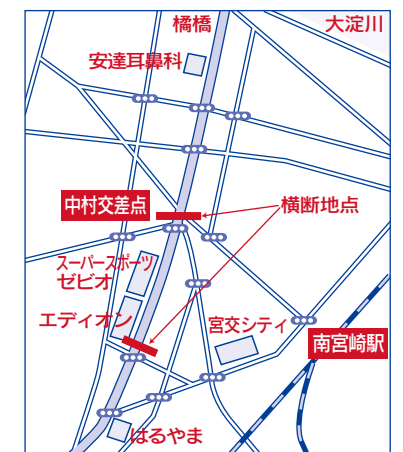 橘橋
大淀川
安達耳鼻科
中村交差点
横断地点
スーパースポーツ
ゼビオ
エディオン
宮交シティ
南宮崎駅
はるやま